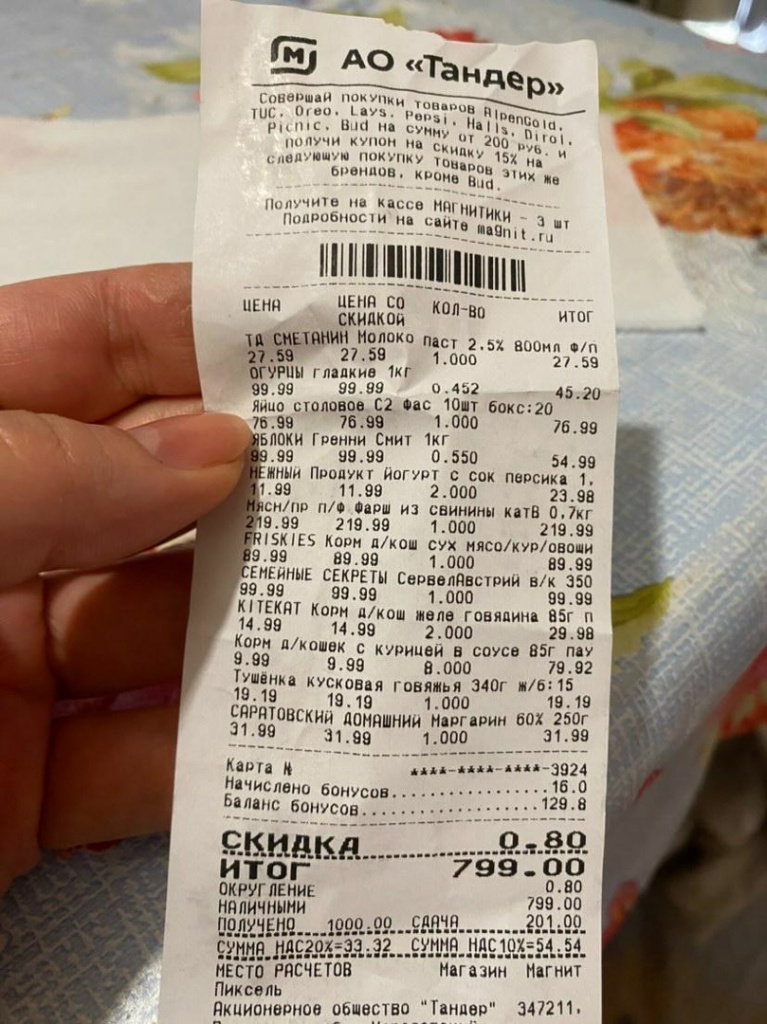 М АО «Тандер»
Совершай покупки товаров AlpenGold,
TUC, Oreo, Lays, Pepsi, Halls, Dirol,
Picnic, Bud на сумму от 200 руб. и
получи купон на скидку 15% на
следующую покупку товаров этих же
брендов, кроме Bud.
Получите на кассе МАГНИТИКИ - 3 шт
Подробности на сайте magnit.ru
ЦЕНА ЦЕНА СО СКИДКОЙ КОЛ-ВО ИТОГ
ТД СМЕТАНИН Молоко паст 2.5% 800мл ф/п
27.59 27.59 1.000 27.59
ОГУРЦЫ гладкие 1кг
99.99 99.99 0.452 45.20
Яйцо столовое С2 Фас 10шт бокс:20
76.99 76.99 1.000 76.99
ЯБЛОКИ Гренни Смит 1кг
99.99 99.99 0.550 54.99
НЕЖНЫЙ Продукт йогурт с сок персика 1,
11.99 11.99 2.000 23.98
Мясн/пр п/ф Фарш из свинины катВ 0,7кг
219.99 219.99 1.000 219.99
FRISKIES Корм д/кош сух мясо/кур/овощи
89.99 89.99 1.000 89.99
СЕМЕЙНЫЕ СЕКРЕТЫ СервелАвстрий в/к 350
99.99 99.99 1.000 99.99
KITEKAT Корм д/кош желе говядина 85г п
14.99 14.99 2.000 29.98
Корм д/кошек с курицей в соусе 85г пау
9.99 9.99 8.000 79.92
Тушёнка кусковая говяжья 340г ж/б:15
19.19 19.19 1.000 19.19
САРАТОВСКИЙ ДОМАШНИЙ Маргарин 60% 250г
31.99 31.99 1.000 31.99
Карта № ****-****-****-3924
Начислено бонусов................16.0
Баланс бонусов..................129.8
СКИДКА 0.80
ИТОГ 799.00
ОКРУГЛЕНИЕ 0.80
НАЛИЧНЫМИ 799.00
ПОЛУЧЕНО 1000.00 СДАЧА 201.00
СУММА НДС20%=33.32 СУММА НДС10%=54.54
МЕСТО РАСЧЕТОВ Магазин Магнит
Пиксель
Акционерное общество "Тандер" 347211,